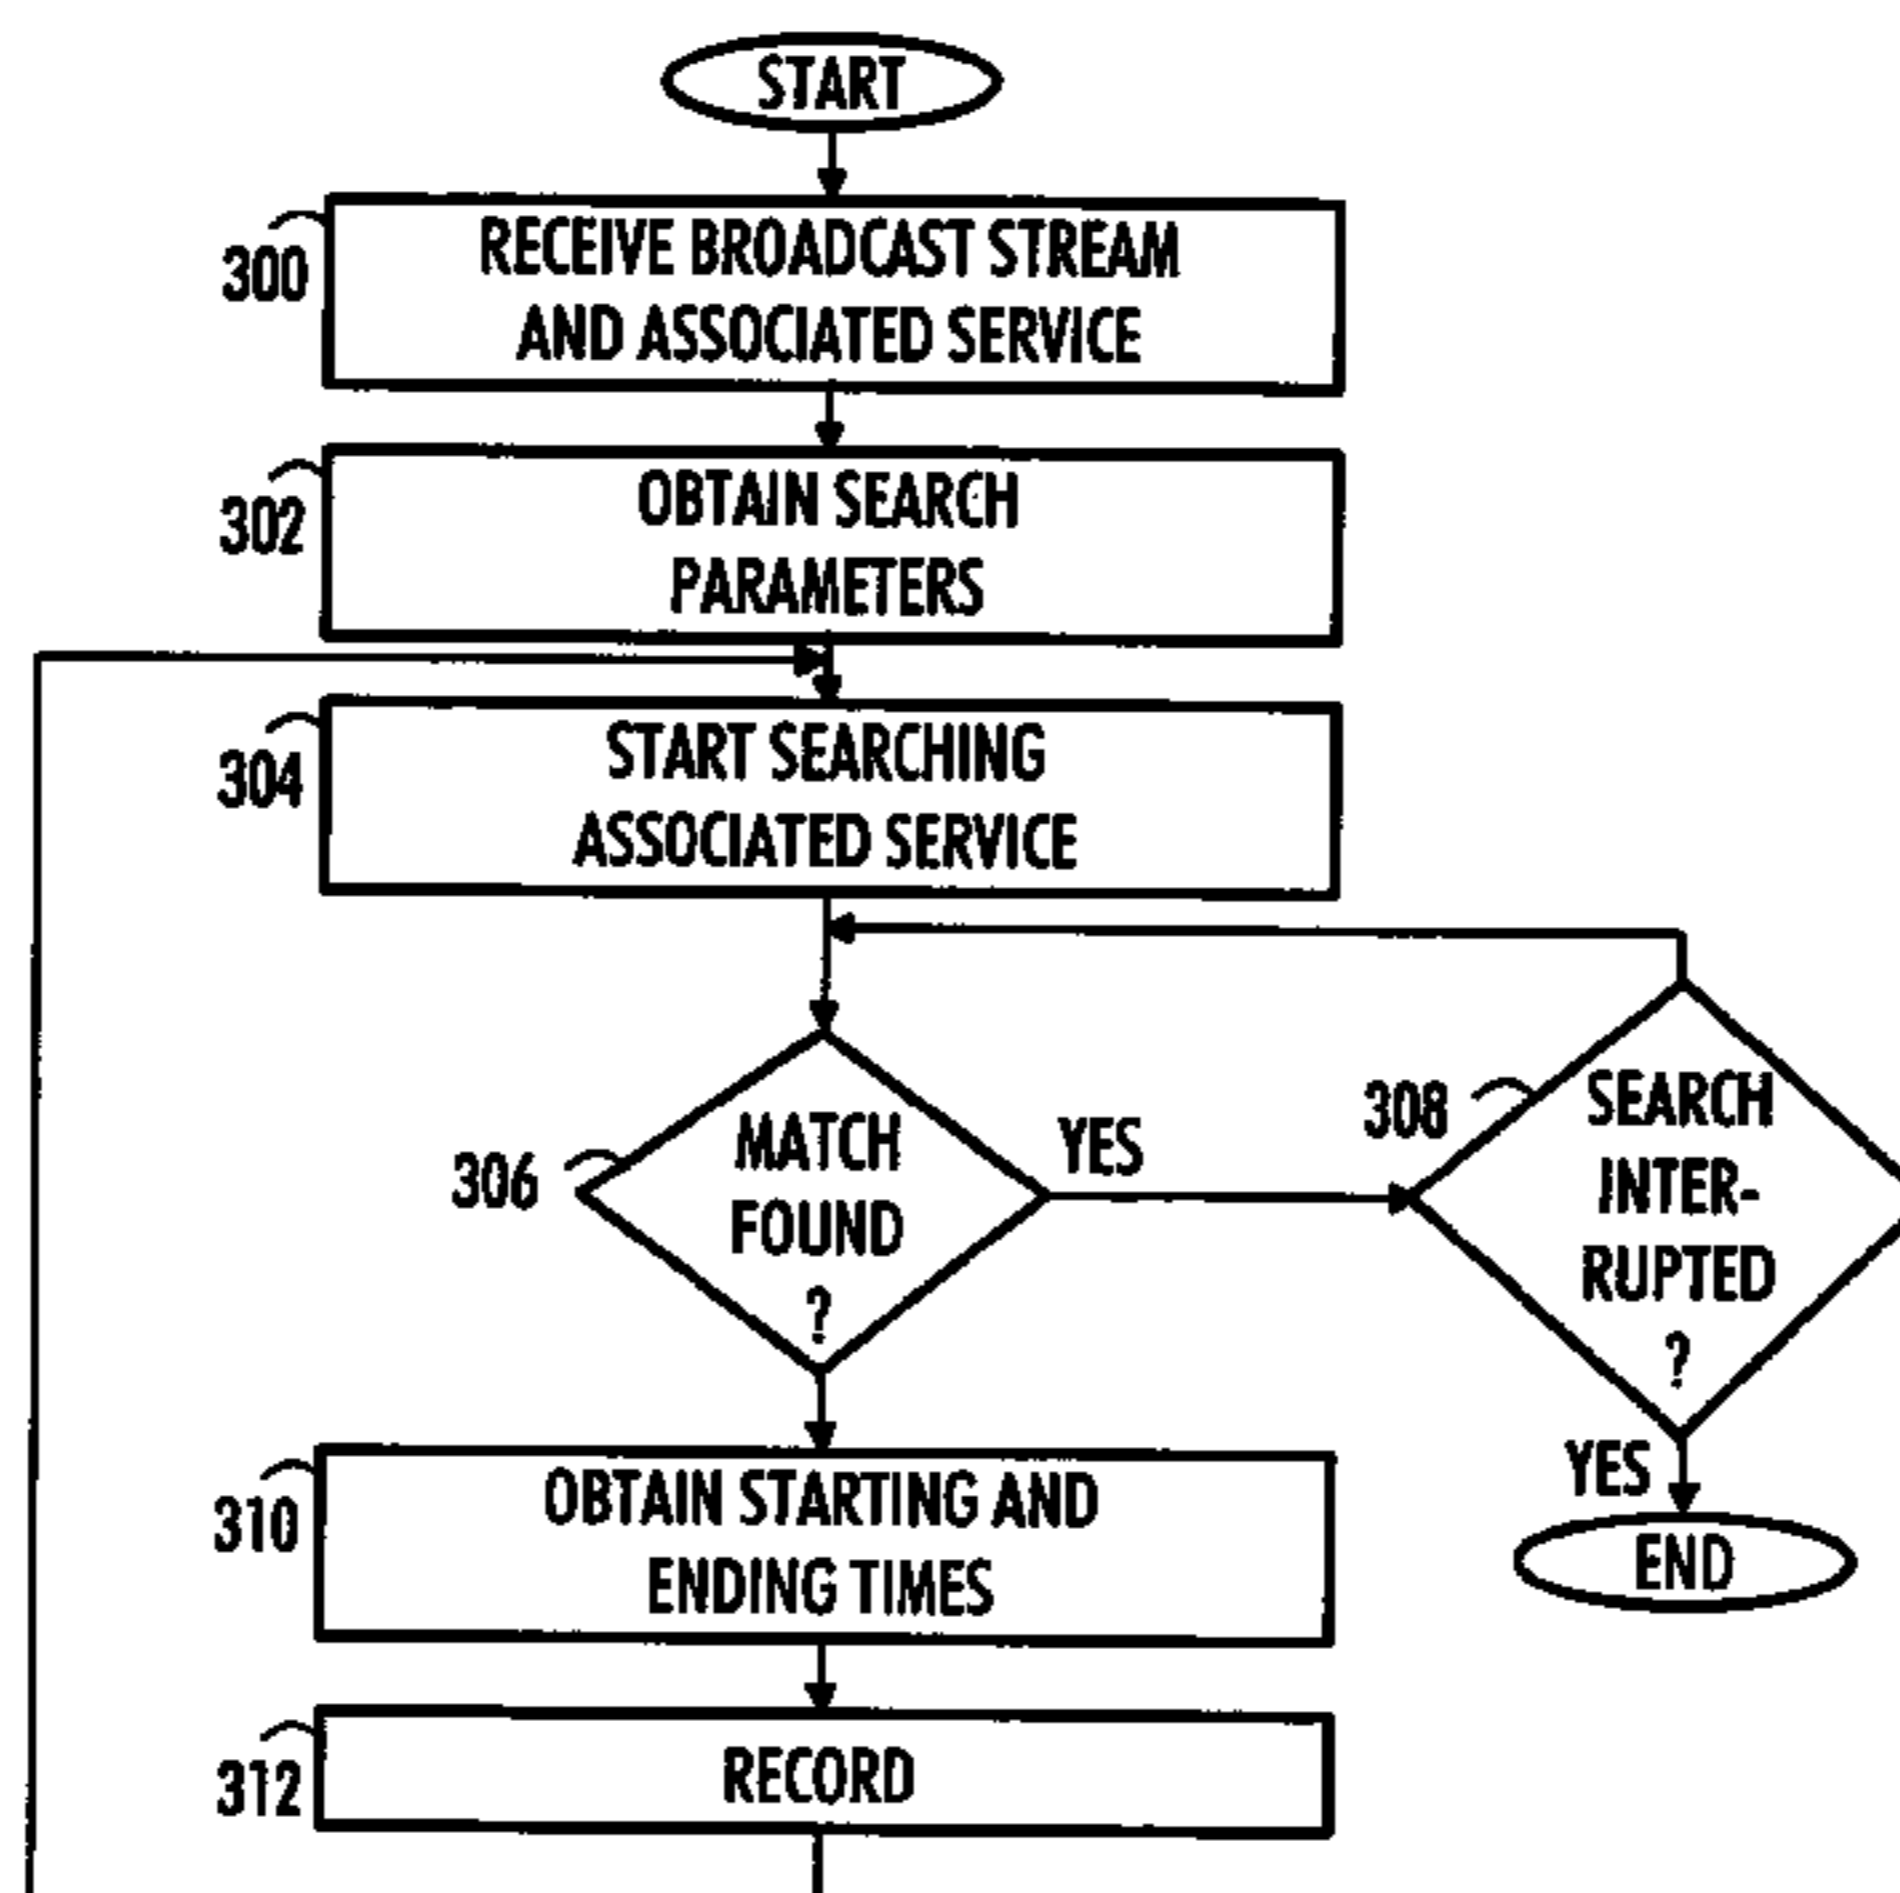 START
300
RECEIVE BROADCAST STREAM
AND ASSOCIATED SERVICE
302
OBTAIN SEARCH
PARAMETERS
304
START SEARCHING
ASSOCIATED SERVICE
306
MATCH
FOUND
?
YES
308
SEARCH
INTER-
RUPTED
?
YES
END
310
OBTAIN STARTING AND
ENDING TIMES
312
RECORD